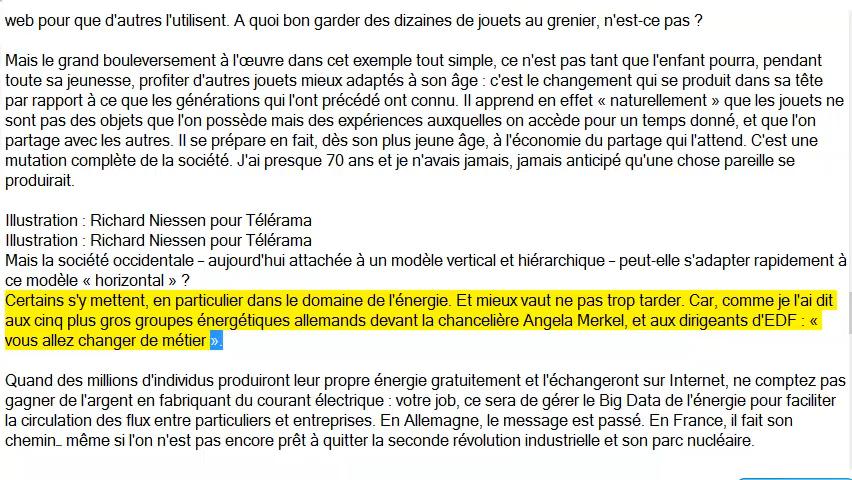 web pour que d'autres l'utilisent. A quoi bon garder des dizaines de jouets au grenier, n'est-ce pas ?
Mais le grand bouleversement à l'œuvre dans cet exemple tout simple, ce n'est pas tant que l'enfant pourra, pendant
toute sa jeunesse, profiter d'autres jouets mieux adaptés à son âge : c'est le changement qui se produit dans sa tête
par rapport à ce que les générations qui l'ont précédé ont connu. Il apprend en effet « naturellement » que les jouets ne
sont pas des objets que l'on possède mais des expériences auxquelles on accède pour un temps donné, et que l'on
partage avec les autres. Il se prépare en fait, dès son plus jeune âge, à l'économie du partage qui l'attend. C'est une
mutation complète de la société. J'ai presque 70 ans et je n'avais jamais, jamais anticipé qu'une chose pareille se
produirait.
Illustration : Richard Niessen pour Télérama
Illustration : Richard Niessen pour Télérama
Mais la société occidentale – aujourd'hui attachée à un modèle vertical et hiérarchique – peut-elle s'adapter rapidement à
ce modèle « horizontal » ?
Certains s'y mettent, en particulier dans le domaine de l'énergie. Et mieux vaut ne pas trop tarder. Car, comme je l'ai dit
aux cinq plus gros groupes énergétiques allemands devant la chancelière Angela Merkel, et aux dirigeants d'EDF : «
vous allez changer de métier ».
Quand des millions d'individus produiront leur propre énergie gratuitement et l'échangeront sur Internet, ne comptez pas
gagner de l'argent en fabriquant du courant électrique : votre job, ce sera de gérer le Big Data de l'énergie pour faciliter
la circulation des flux entre particuliers et entreprises. En Allemagne, le message est passé. En France, il fait son
chemin… même si l'on n'est pas encore prêt à quitter la seconde révolution industrielle et son parc nucléaire.